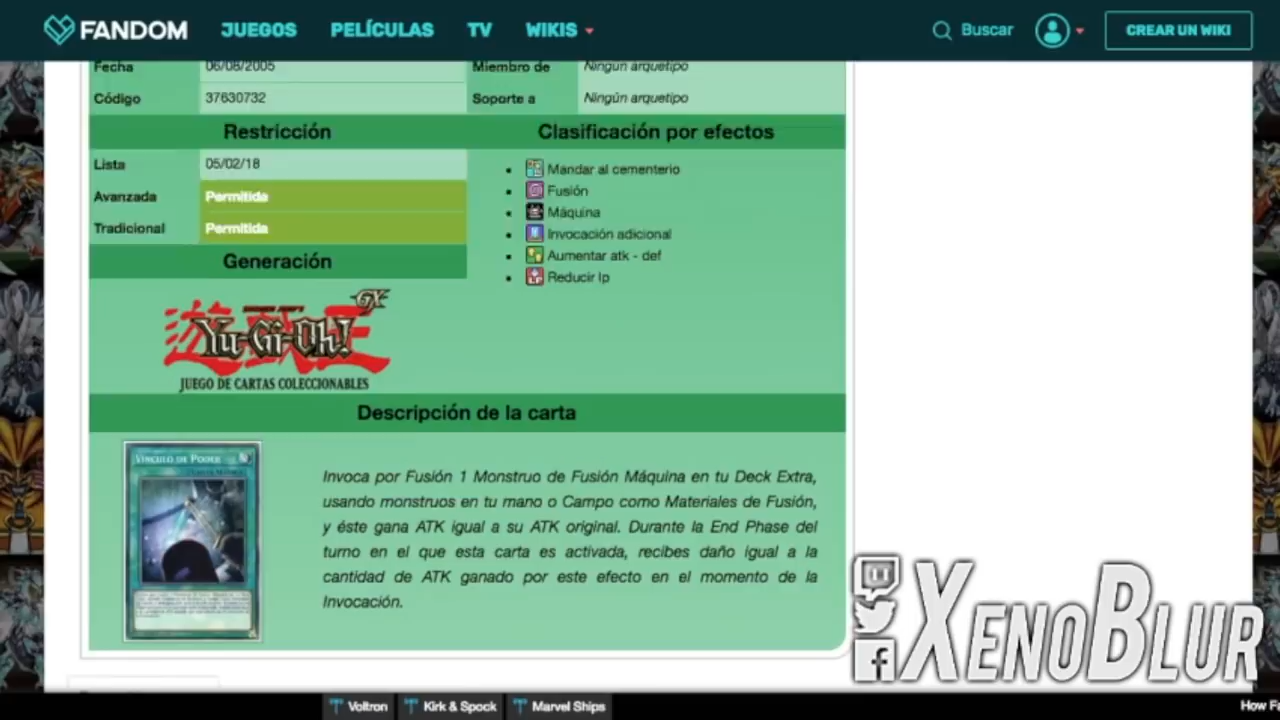 FANDOM JUEGOS PELÍCULAS TV WIKIS Buscar CREAR UN WIKI
Fecha 06/08/2005 Miembro de Ningún arquetipo
Código 37630732 Soporte a Ningún arquetipo
Restricción Clasificación por efectos
Lista 05/02/18
Mandar al cementerio
Avanzada Permitida
Fusión
Máquina
Tradicional Permitida
Invocación adicional
Generación
Aumentar atk - def
Reducir lp
GX
Yu-Gi-Oh!
JUEGO DE CARTAS COLECCIONABLES
Descripción de la carta
Vínculo de Poder
Invoca por Fusión 1 Monstruo de Fusión Máquina en tu Deck Extra,
usando monstruos en tu mano o Campo como Materiales de Fusión,
y éste gana ATK igual a su ATK original. Durante la End Phase del
turno en el que esta carta es activada, recibes daño igual a la
cantidad de ATK ganado por este efecto en el momento de la
Invocación.
XenoBlur
Voltron Kirk & Spock Marvel Ships How